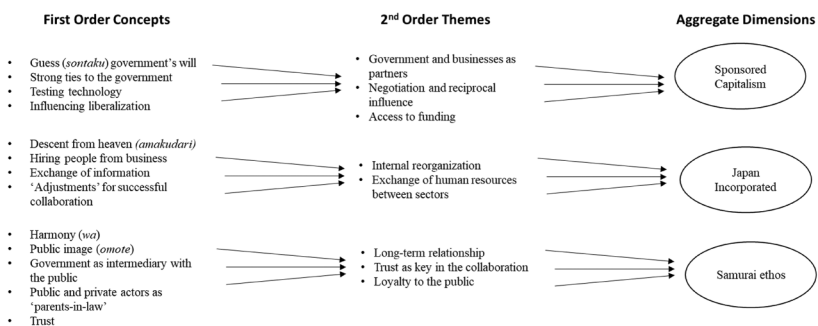 First Order Concepts
2nd Order Themes
Aggregate Dimensions
• Guess (sontaku) government's will
• Strong ties to the government
• Testing technology
• Influencing liberalization
• Government and businesses as
partners
• Negotiation and reciprocal
influence
• Access to funding
Sponsored
Capitalism
• Descent from heaven (amakudari)
• Hiring people from business
• Exchange of information
• 'Adjustments' for successful
collaboration
• Internal reorganization
• Exchange of human resources
between sectors
Japan
Incorporated
• Harmony (wa)
• Public image (omote)
• Government as intermediary with
the public
• Public and private actors as
'parents-in-law'
• Trust
• Long-term relationship
• Trust as key in the collaboration
• Loyalty to the public
Samurai ethos